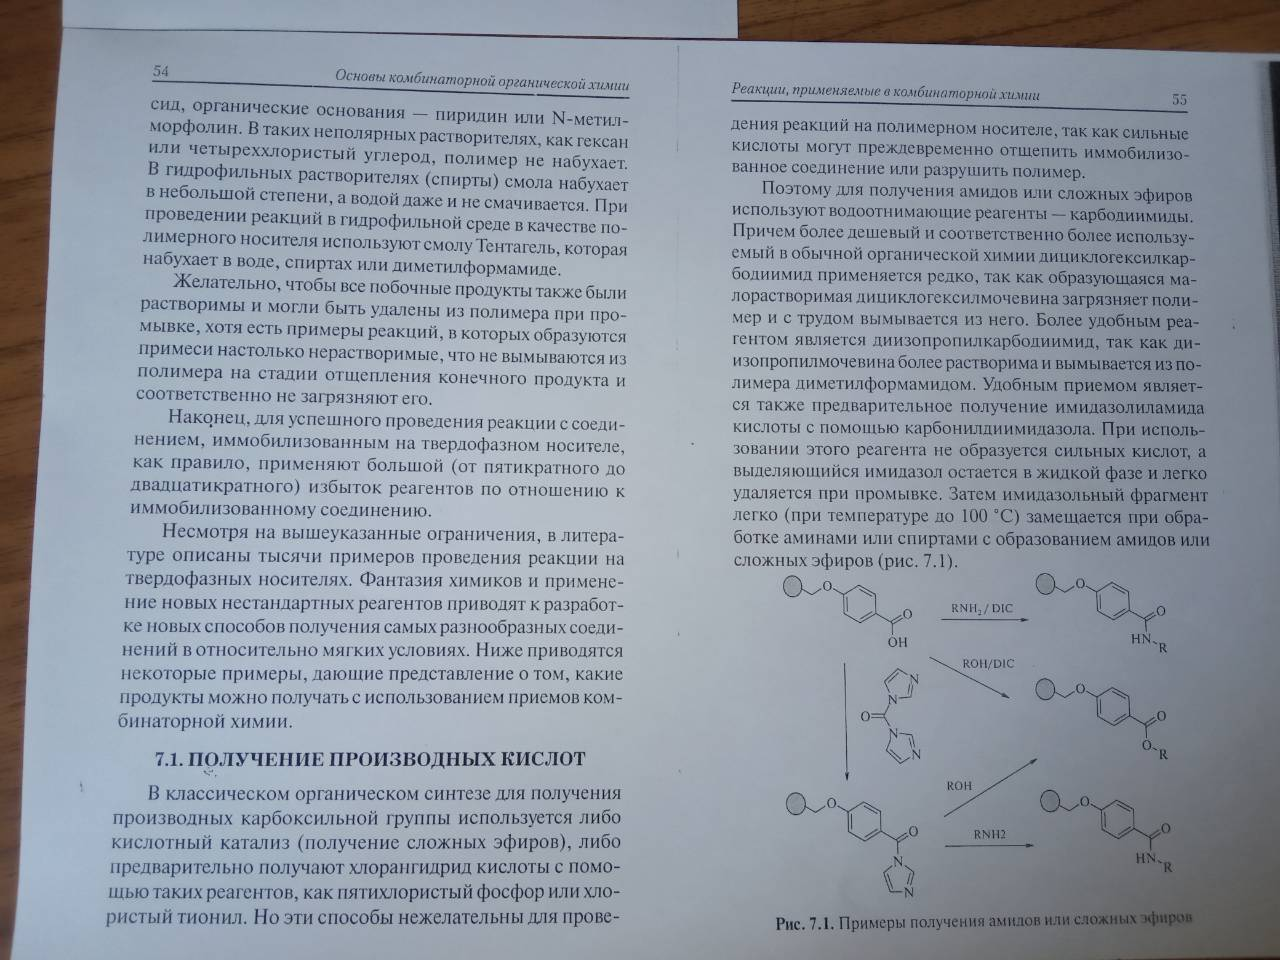 54
Основы комбинаторной органической химии
сид, органические основания — пиридин или N-метил-
морфолин. В таких неполярных растворителях, как гексан
или четыреххлористый углерод, полимер не набухает.
В гидрофильных растворителях (спирты) смола набухает
в небольшой степени, а водой даже и не смачивается. При
проведении реакций в гидрофильной среде в качестве по-
лимерного носителя используют смолу Тентагель, которая
набухает в воде, спиртах или диметилформамиде.
Желательно, чтобы все побочные продукты также были
растворимы и могли быть удалены из полимера при про-
мывке, хотя есть примеры реакций, в которых образуются
примеси настолько нерастворимые, что не вымываются из
полимера на стадии отщепления конечного продукта и
соответственно не загрязняют его.
Наконец, для успешного проведения реакции с соеди-
нением, иммобилизованным на твердофазном носителе,
как правило, применяют большой (от пятикратного до
двадцатикратного) избыток реагентов по отношению к
иммобилизованному соединению.
Несмотря на вышеуказанные ограничения, в литера-
туре описаны тысячи примеров проведения реакции на
твердофазных носителях. Фантазия химиков и примене-
ние новых нестандартных реагентов приводят к разработ-
ке новых способов получения самых разнообразных соеди-
нений в относительно мягких условиях. Ниже приводятся
некоторые примеры, дающие представление о том, какие
продукты можно получать с использованием приемов ком-
бинаторной химии.
7.1. ПОЛУЧЕНИЕ ПРОИЗВОДНЫХ КИСЛОТ
В классическом органическом синтезе для получения
производных карбоксильной группы используется либо
кислотный катализ (получение сложных эфиров), либо
предварительно получают хлорангидрид кислоты с помо-
щью таких реагентов, как пятихлористый фосфор или хло-
ристый тионил. Но эти способы нежелательны для прове-
Реакции, применяемые в комбинаторной химии
55
дения реакций на полимерном носителе, так как сильные
кислоты могут преждевременно отщепить иммобилизо-
ванное соединение или разрушить полимер.
Поэтому для получения амидов или сложных эфиров
используют водоотнимающие реагенты — карбодиимиды.
Причем более дешевый и соответственно более использу-
емый в обычной органической химии дициклогексилкар-
бодиимид применяется редко, так как образующаяся ма-
лорастворимая дициклогексилмочевина загрязняет поли-
мер и с трудом вымывается из него. Более удобным реа-
гентом является диизопропилкарбодиимид, так как ди-
изопропилмочевина более растворима и вымывается из по-
лимера диметилформамидом. Удобным приемом являет-
ся также предварительное получение имидазолиламида
кислоты с помощью карбонилдиимидазола. При исполь-
зовании этого реагента не образуется сильных кислот, а
выделяющийся имидазол остается в жидкой фазе и легко
удаляется при промывке. Затем имидазольный фрагмент
легко (при температуре до 100 °C) замещается при обра-
ботке аминами или спиртами с образованием амидов или
сложных эфиров (рис. 7.1).
O
O
OH
RNH₂ / DIC
O
O
HN
R
ROH/DIC
N
N
O
N
N
O
O
O
R
ROH
O
O
N
N
RNH2
O
O
HN
R
Рис. 7.1. Примеры получения амидов или сложных эфиров